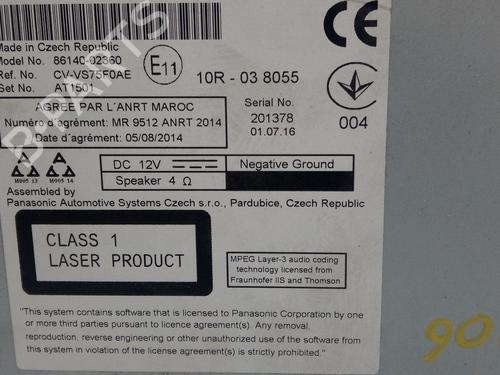 Made in Czech Republic
Model No. 86140-02360
Ref No. CV-VS75F0AE
Set No. AT1501
E11
10R - 03 8055
CE
AGREE PAR L'ANRT MAROC
Numéro d'agrément: MR 9512 ANRT 2014
Date d'agrément: 05/08/2014
Serial No.
201378
01.07.16
004
DC 12V
Negative Ground
Speaker 4 Ω
H005 13
H005 14
Assembled by
Panasonic Automotive Systems Czech s.r.o., Pardubice, Czech Republic
CLASS 1
LASER PRODUCT
MPEG Layer-3 audio coding
technology licensed from
Fraunhofer IIS and Thomson
"This system contains software that is licensed to Panasonic Corporation by one
or more third parties pursuant to licence agreement(s). Any removal,
reproduction, reverse engineering or other unauthorized use of the software
from this system in violation of the license agreement(s) is strictly prohibited."
90
B-PARTS